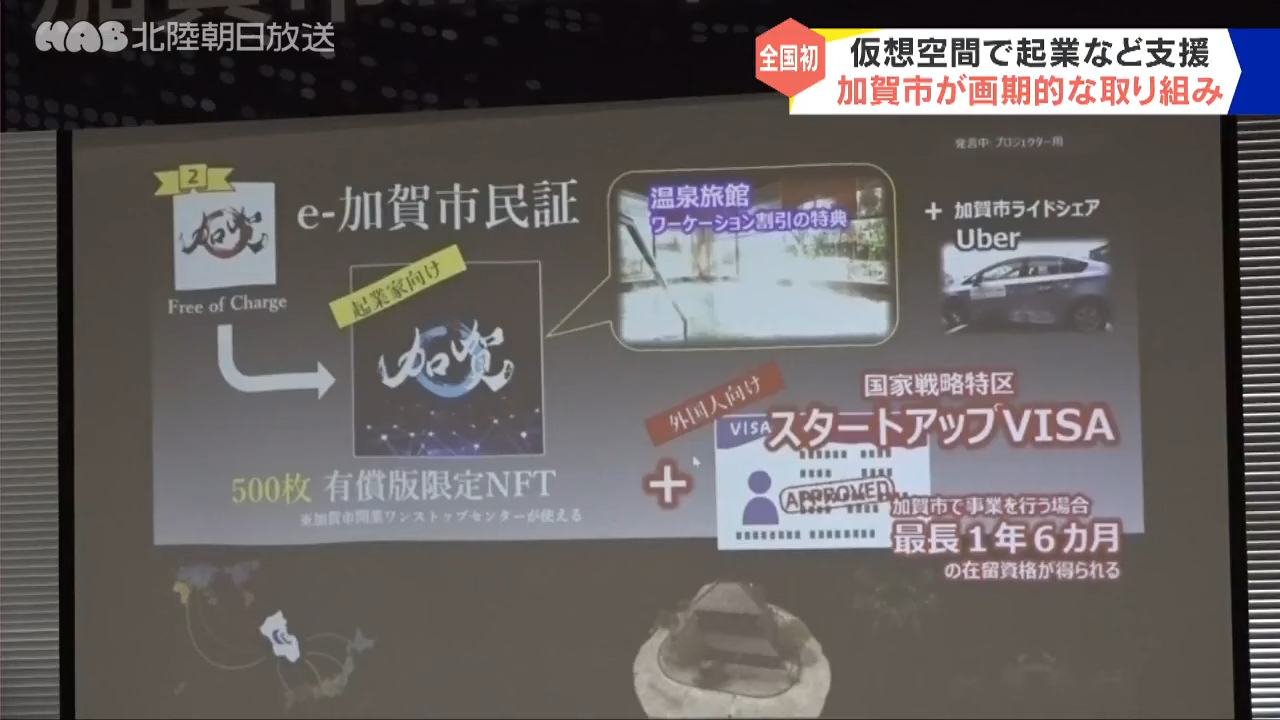 HAB北陸朝日放送
全国初
仮想空間で起業など支援
加賀市が画期的な取り組み
発言中: プロジェクター用
2
加賀
e-加賀市民証
Free of Charge
起業家向け
加賀
500枚 有償版限定NFT
※加賀市開業ワンストップセンターが使える
温泉旅館
ワーケーション割引の特典
+ 加賀市ライドシェア
Uber
外国人向け
+
国家戦略特区
スタートアップVISA
VISA
APPROVED
加賀市で事業を行う場合
最長1年6カ月
の在留資格が得られる